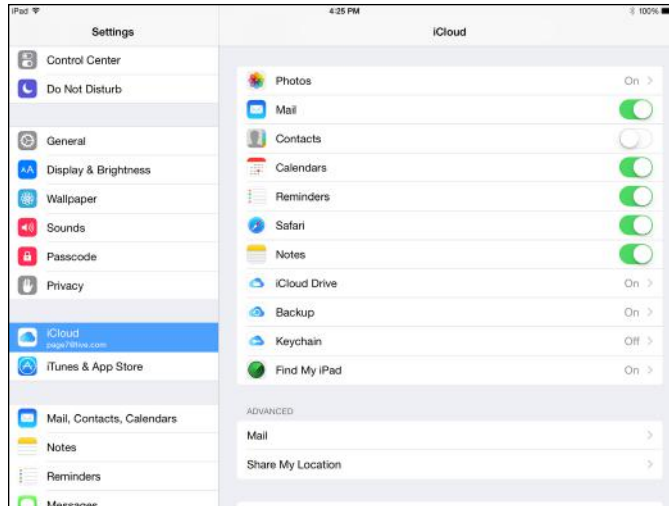 iPad 4:25 PM 100%
Settings
Control Center
Do Not Disturb
General
Display & Brightness
Wallpaper
Sounds
Passcode
Privacy
iCloud
iTunes & App Store
Mail, Contacts, Calendars
Notes
Reminders
Messages
iCloud
Photos On
Mail
Contacts
Calendars
Reminders
Safari
Notes
iCloud Drive On
Backup On
Keychain Off
Find My iPad On
ADVANCED
Mail
Share My Location